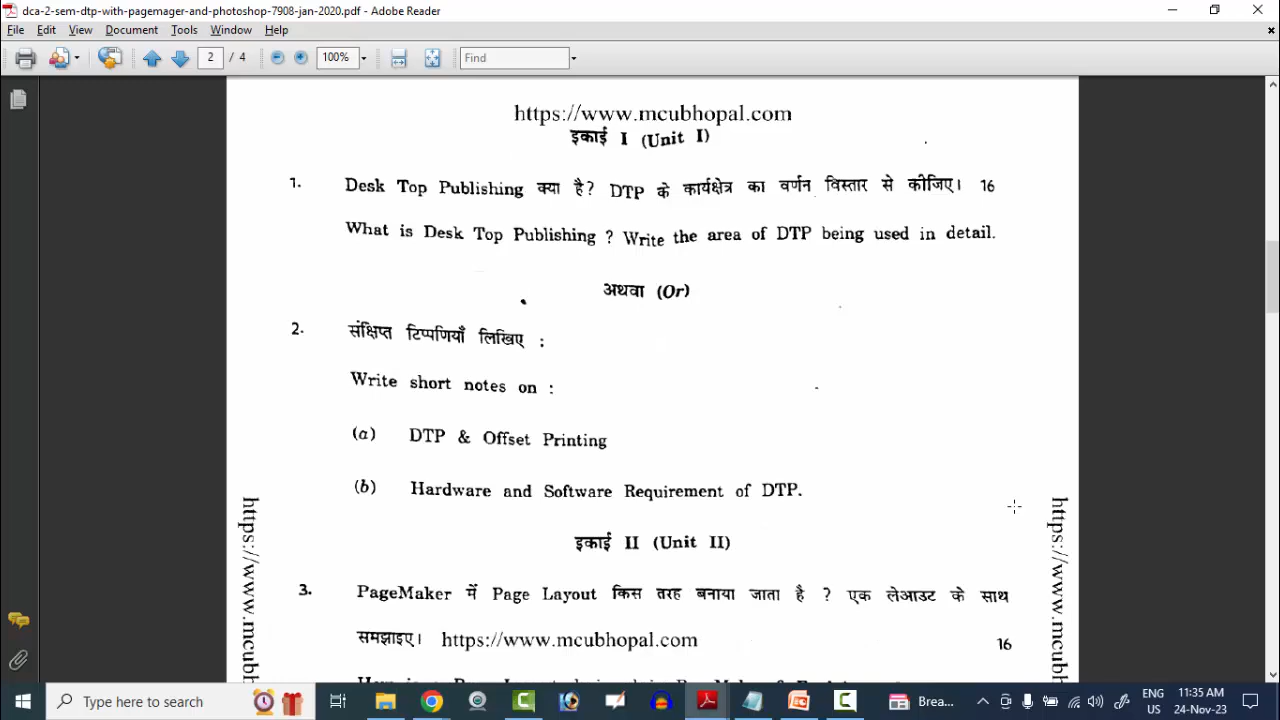 dca-2-sem-dtp-with-pagemager-and-photoshop-7908-jan-2020.pdf - Adobe Reader
File Edit View Document Tools Window Help
2 / 4 100% Find
https://www.mcubhopal.com
इकाई I (Unit I)
1. Desk Top Publishing क्या है? DTP के कार्यक्षेत्र का वर्णन विस्तार से कीजिए। 16
What is Desk Top Publishing ? Write the area of DTP being used in detail.
अथवा (Or)
2. संक्षिप्त टिप्पणियाँ लिखिए :
Write short notes on :
(a) DTP & Offset Printing
(b) Hardware and Software Requirement of DTP.
इकाई II (Unit II)
3. PageMaker में Page Layout किस तरह बनाया जाता है ? एक लेआउट के साथ
समझाइए। https://www.mcubhopal.com 16
https://www.mcub
https://www.mcub
Type here to search
Brea...
ENG
US
11:35 AM
24-Nov-23